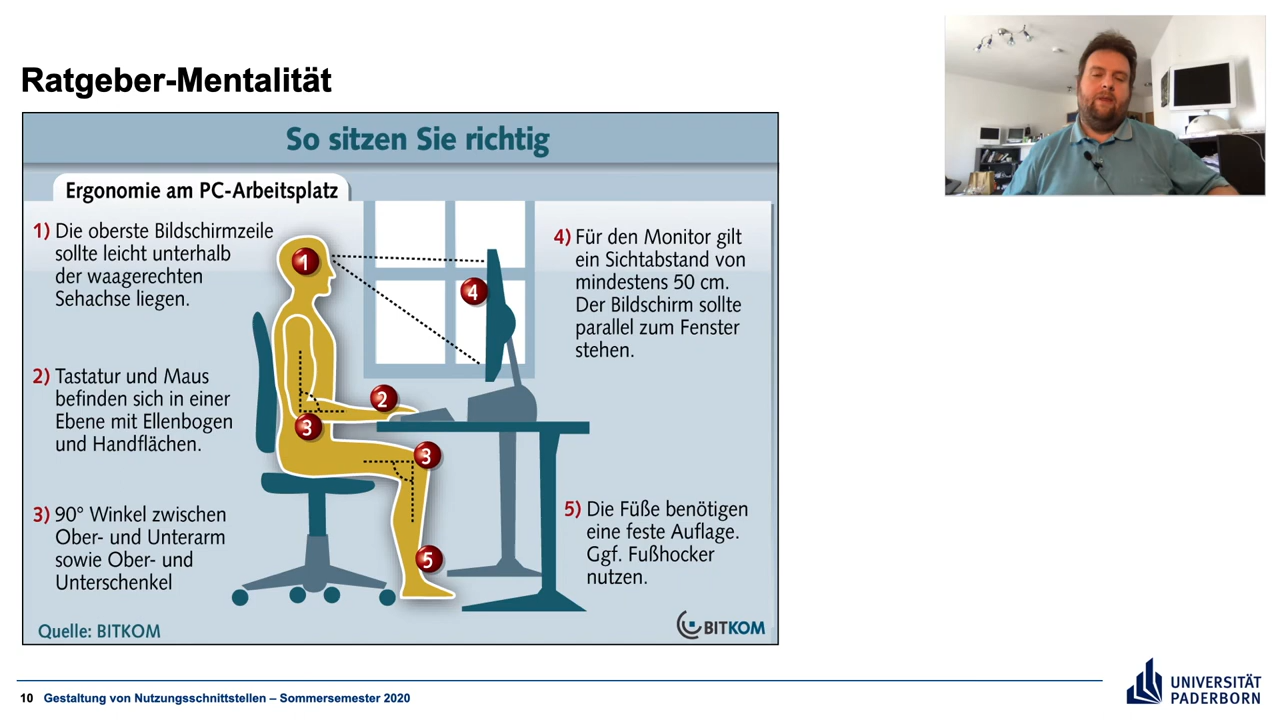 Ratgeber-Mentalität
So sitzen Sie richtig
Ergonomie am PC-Arbeitsplatz
1) Die oberste Bildschirmzeile
sollte leicht unterhalb
der waagerechten
Sehachse liegen.
2) Tastatur und Maus
befinden sich in einer
Ebene mit Ellenbogen
und Handflächen.
3) 90° Winkel zwischen
Ober- und Unterarm
sowie Ober- und
Unterschenkel
1
4
2
3
3
5
4) Für den Monitor gilt
ein Sichtabstand von
mindestens 50 cm.
Der Bildschirm sollte
parallel zum Fenster
stehen.
5) Die Füße benötigen
eine feste Auflage.
Ggf. Fußhocker
nutzen.
Quelle: BITKOM
BITKOM
10 Gestaltung von Nutzungsschnittstellen – Sommersemester 2020
UNIVERSITÄT
PADERBORN